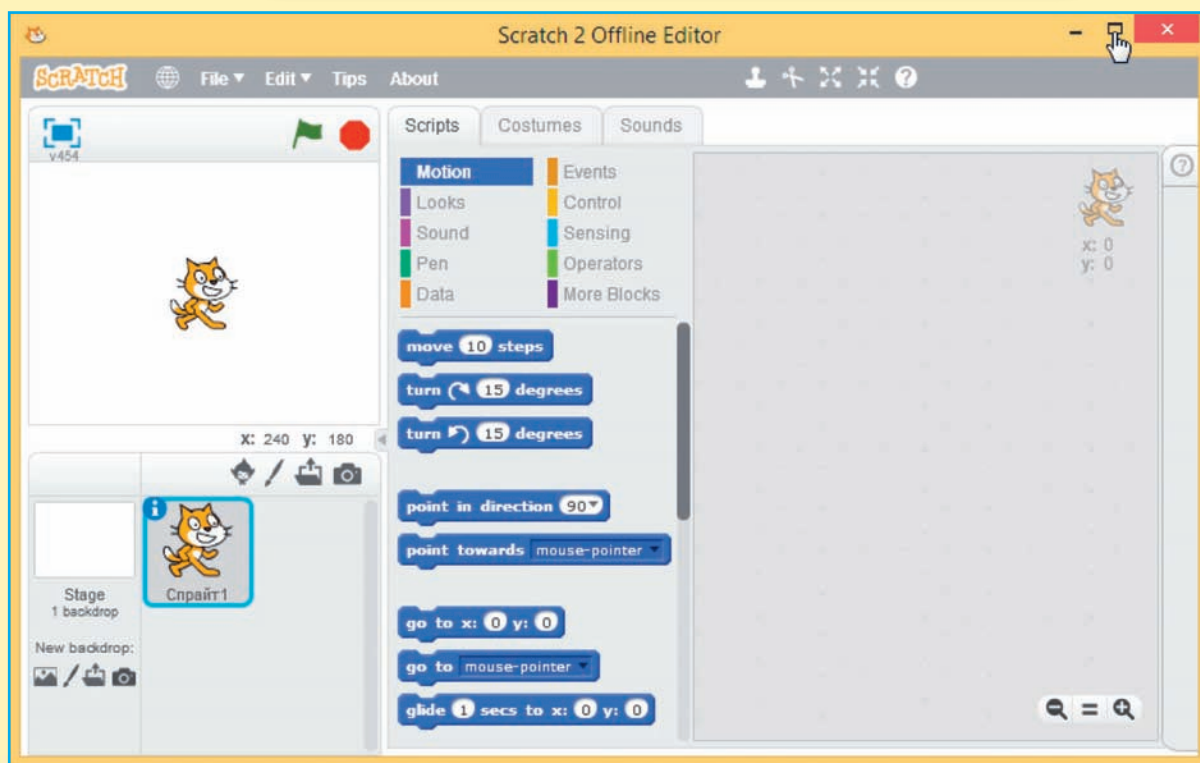 Scratch 2 Offline Editor
SCRATCH File Edit Tips About
v454
Scripts Costumes Sounds
Motion Events
Looks Control
Sound Sensing
Pen Operators
Data More Blocks
move 10 steps
turn 15 degrees
turn 15 degrees
point in direction 90
point towards mouse-pointer
go to x: 0 y: 0
go to mouse-pointer
glide 1 secs to x: 0 y: 0
x: 0
y: 0
X: 240 y: 180
Stage
1 backdrop
New backdrop:
Спрайт1